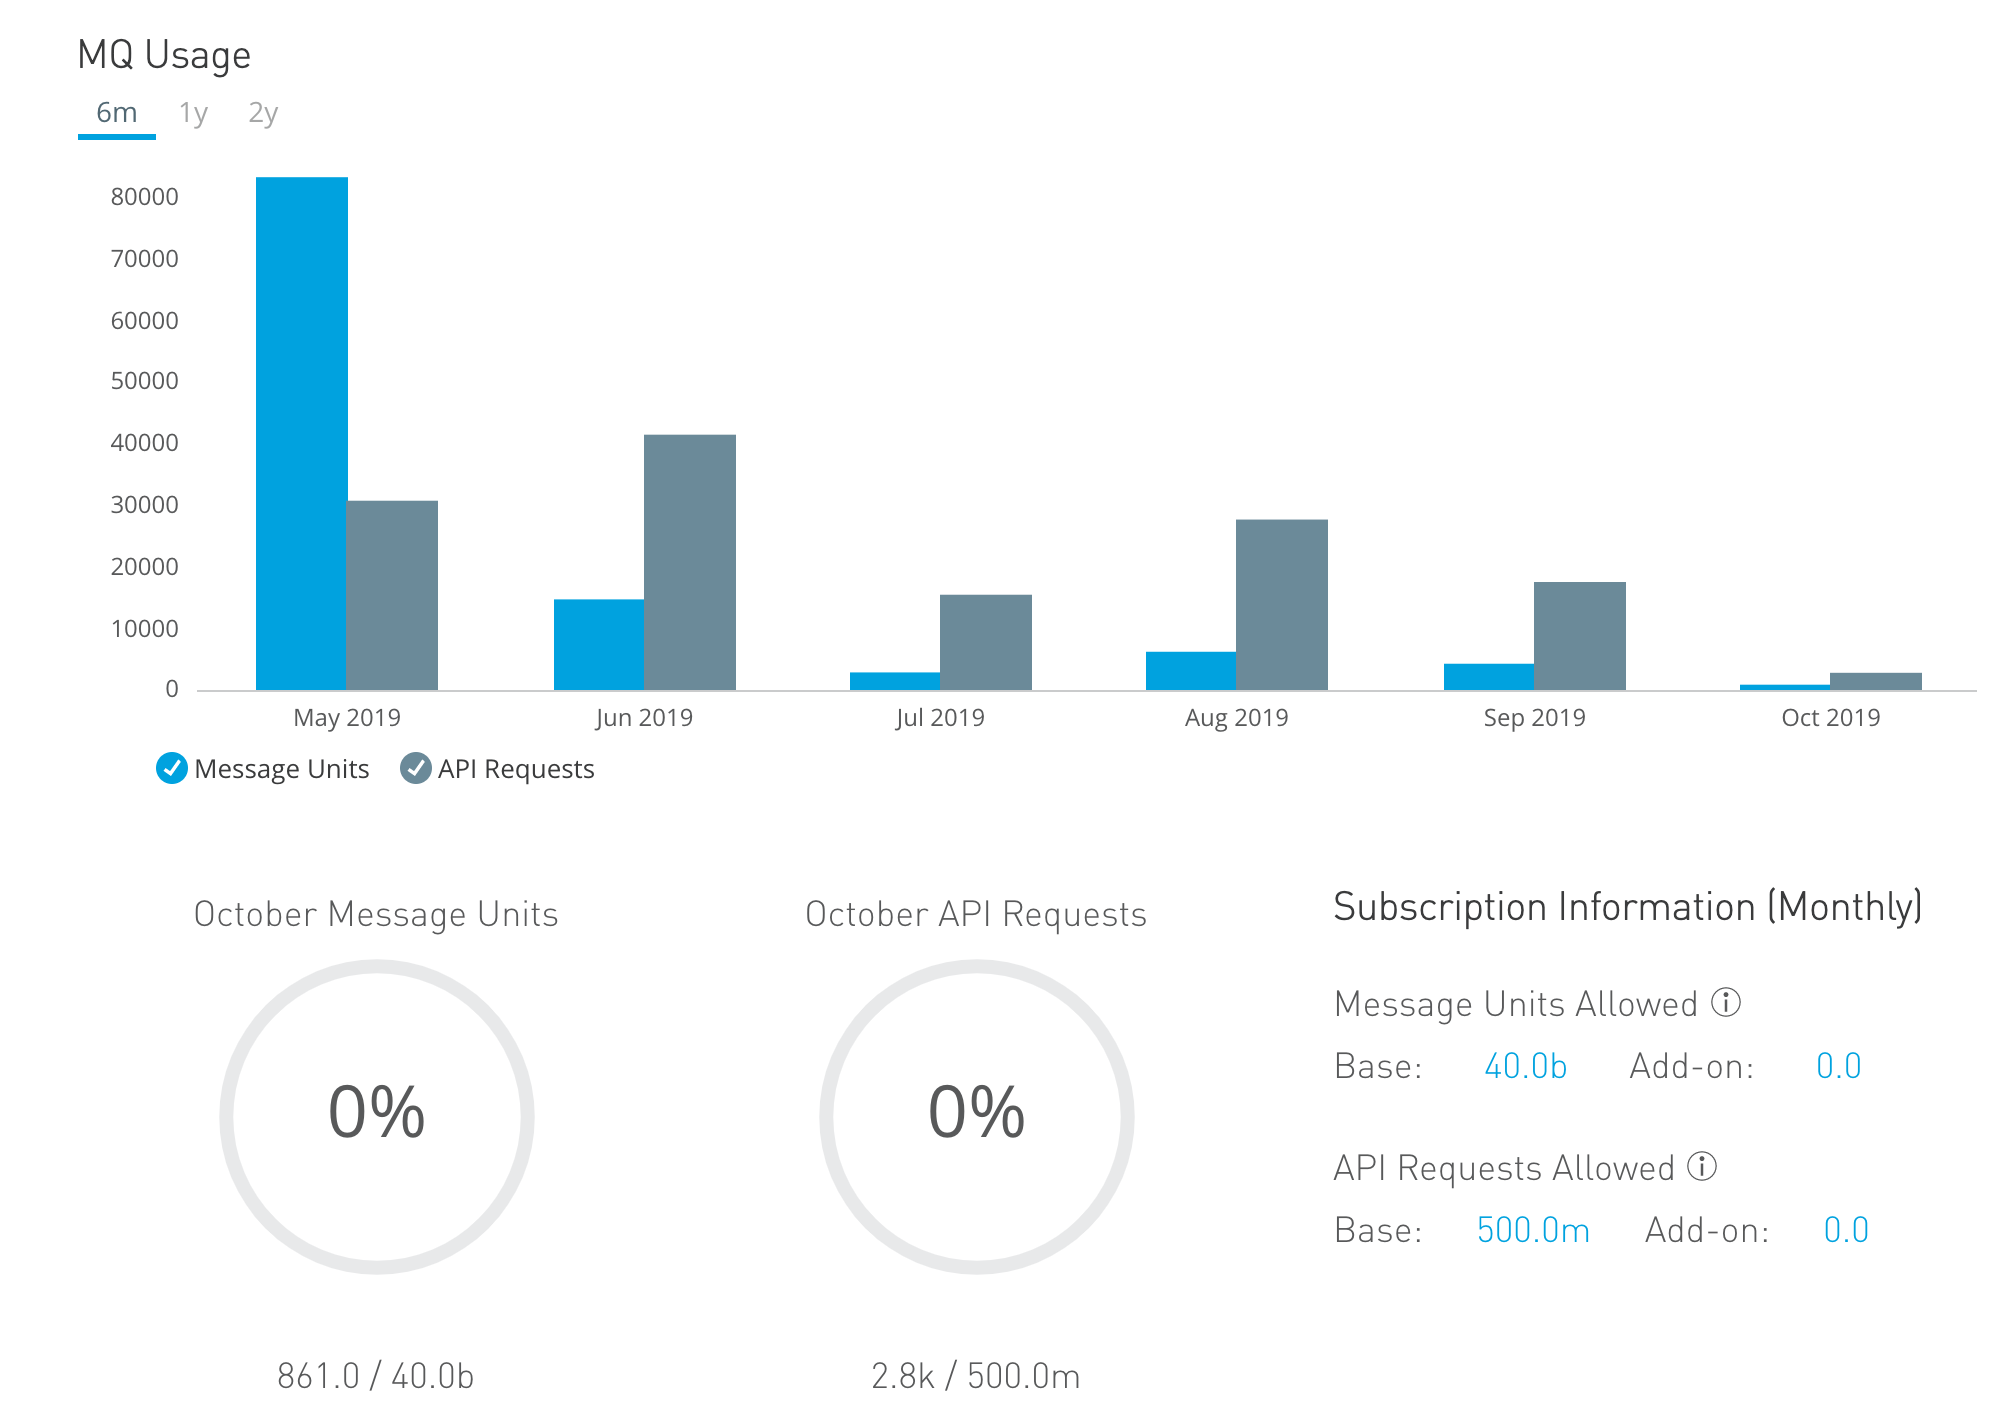 MQ Usage
6m 1y 2y
80000
70000
60000
50000
40000
30000
20000
10000
0
May 2019 Jun 2019 Jul 2019 Aug 2019 Sep 2019 Oct 2019
Message Units API Requests
October Message Units
0%
861.0 / 40.0b
October API Requests
0%
2.8k / 500.0m
Subscription Information (Monthly)
Message Units Allowed
Base: 40.0b Add-on: 0.0
API Requests Allowed
Base: 500.0m Add-on: 0.0